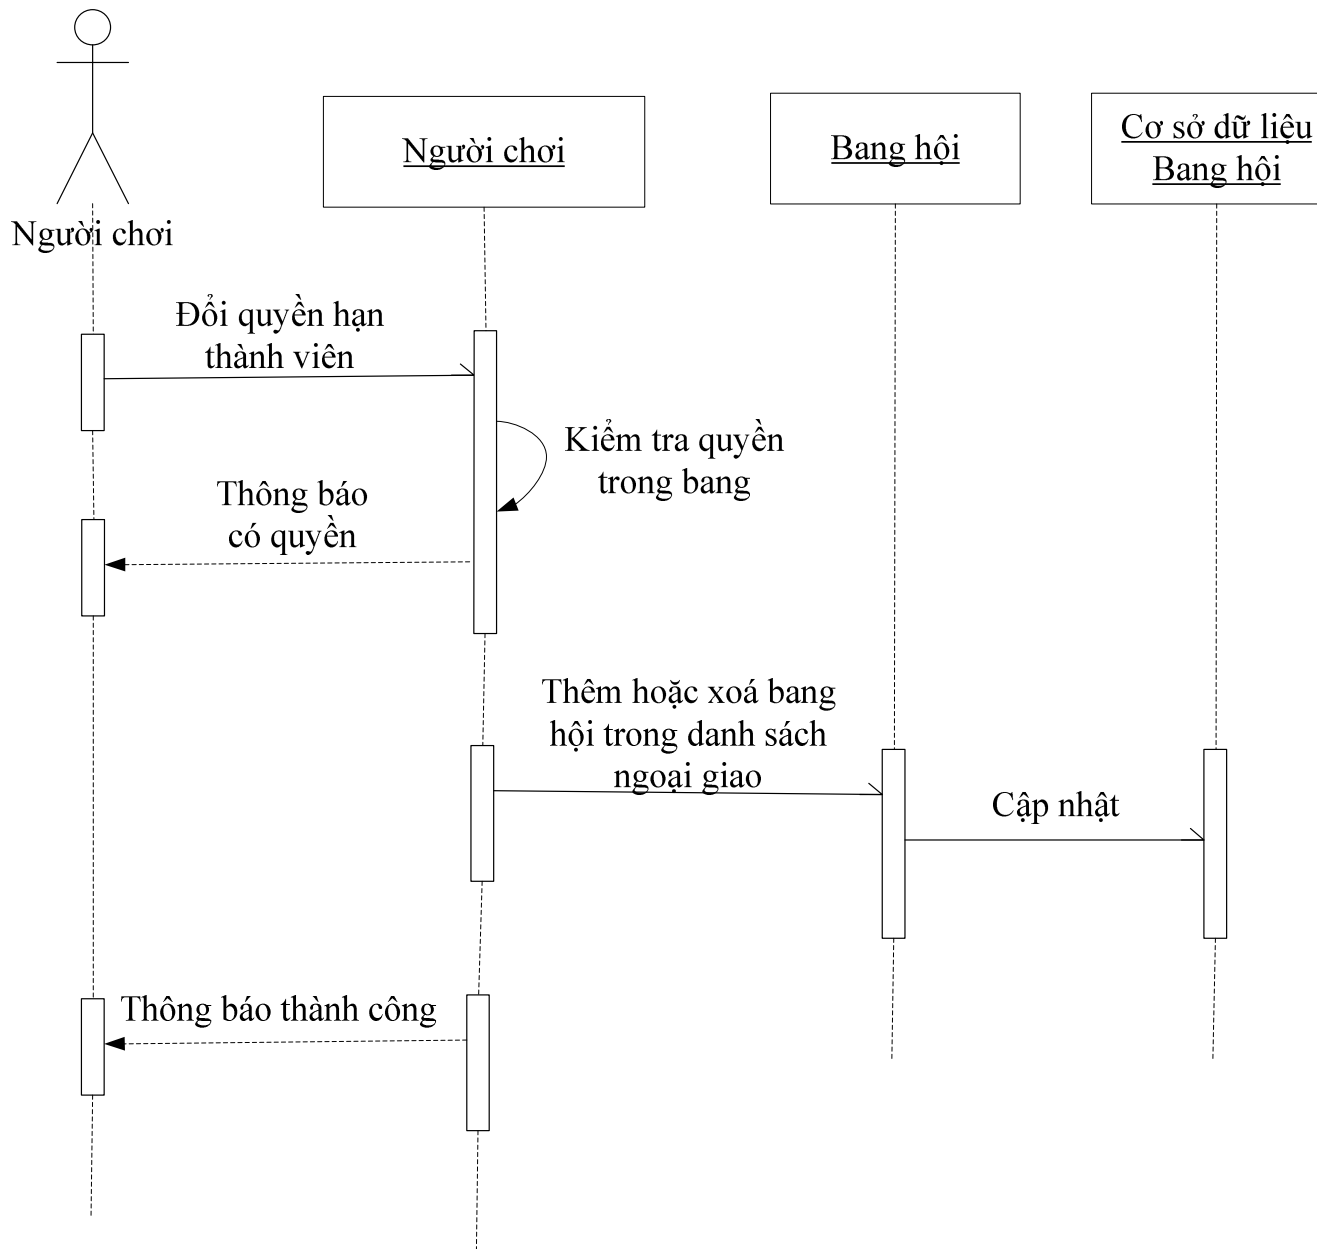 Người chơi
Người chơi
Bang hội
Cơ sở dữ liệu
Bang hội
Đổi quyền hạn
thành viên
Kiểm tra quyền
trong bang
Thông báo
có quyền
Thêm hoặc xoá bang
hội trong danh sách
ngoại giao
Cập nhật
Thông báo thành công